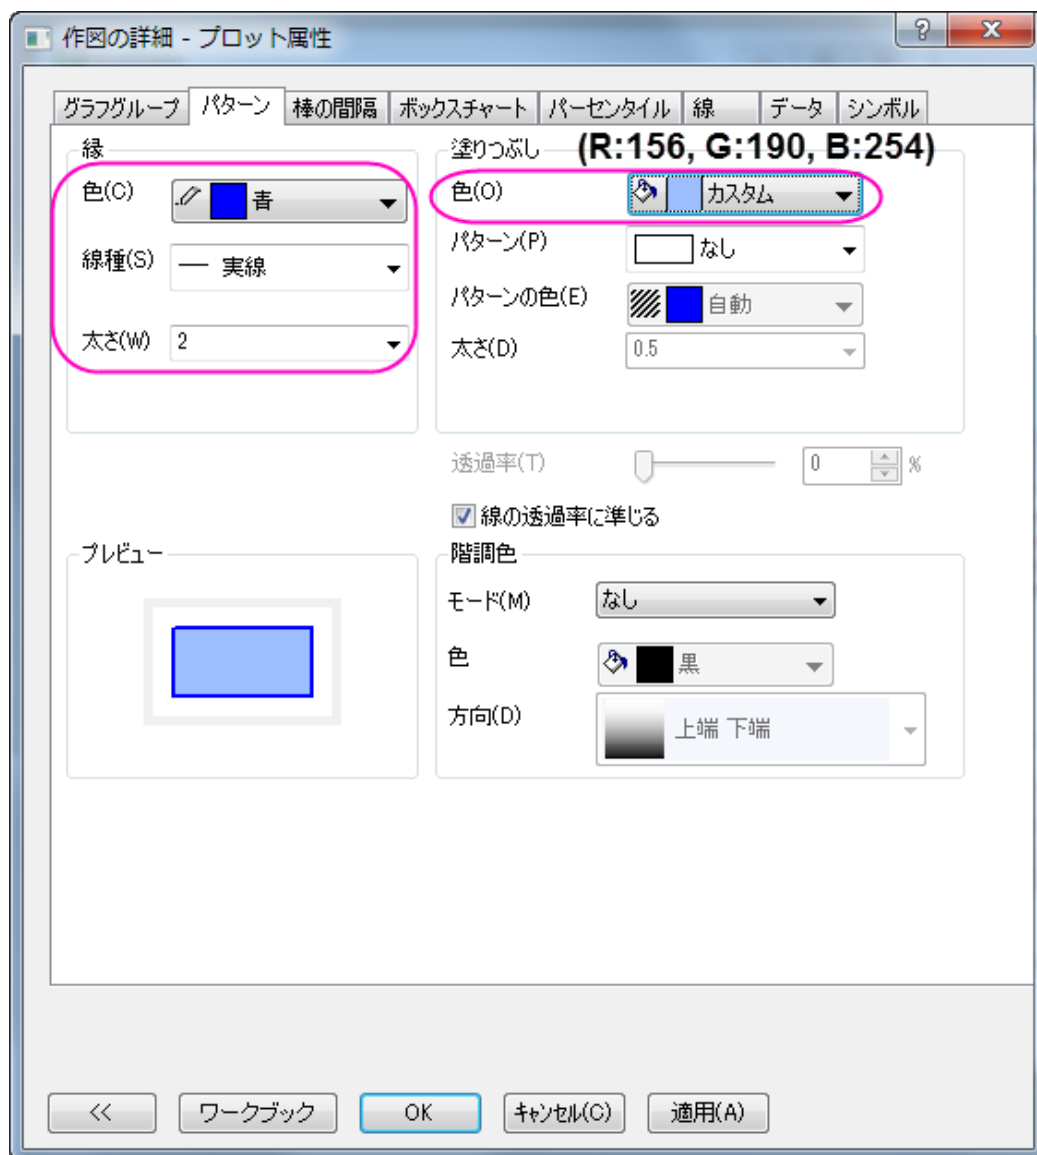 作図の詳細 - プロット属性
グラフグループ パターン 棒の間隔 ボックスチャート パーセンタイル 線 データ シンボル
縁
色(C) 青
線種(S) 実線
太さ(W) 2
塗りつぶし (R:156, G:190, B:254)
色(O) カスタム
パターン(P) なし
パターンの色(E) 自動
太さ(D) 0.5
透過率(T) 0 %
線の透過率に準じる
プレビュー
階調色
モード(M) なし
色 黒
方向(D) 上端 下端
<< ワークブック OK キャンセル(C) 適用(A)